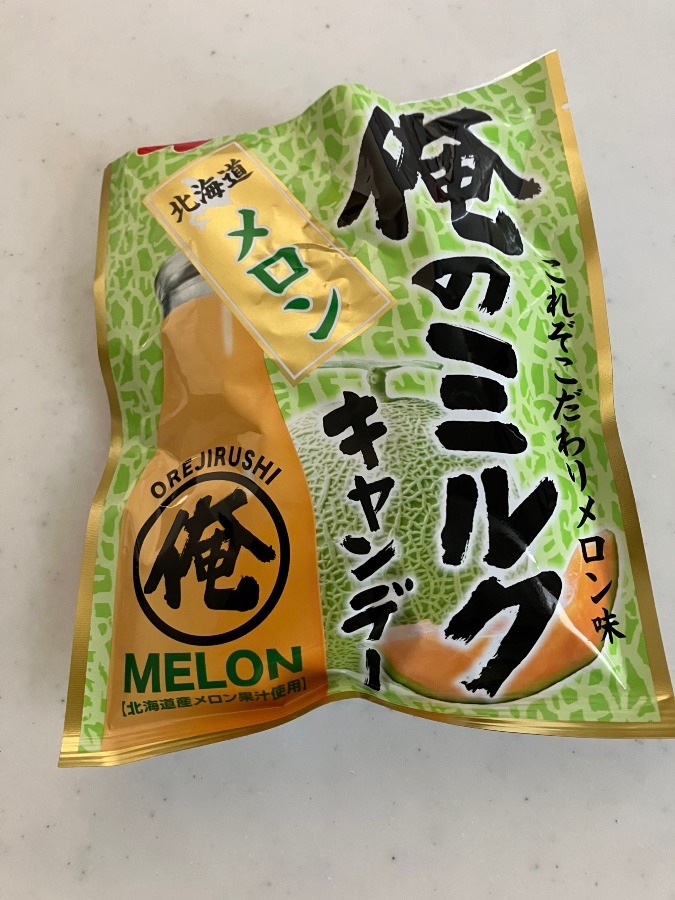 俺のミルク
キャンデー
これぞこだわりメロン味
北海道
メロン
OREJIRUSHI
俺
MELON
【北海道産メロン果汁使用】